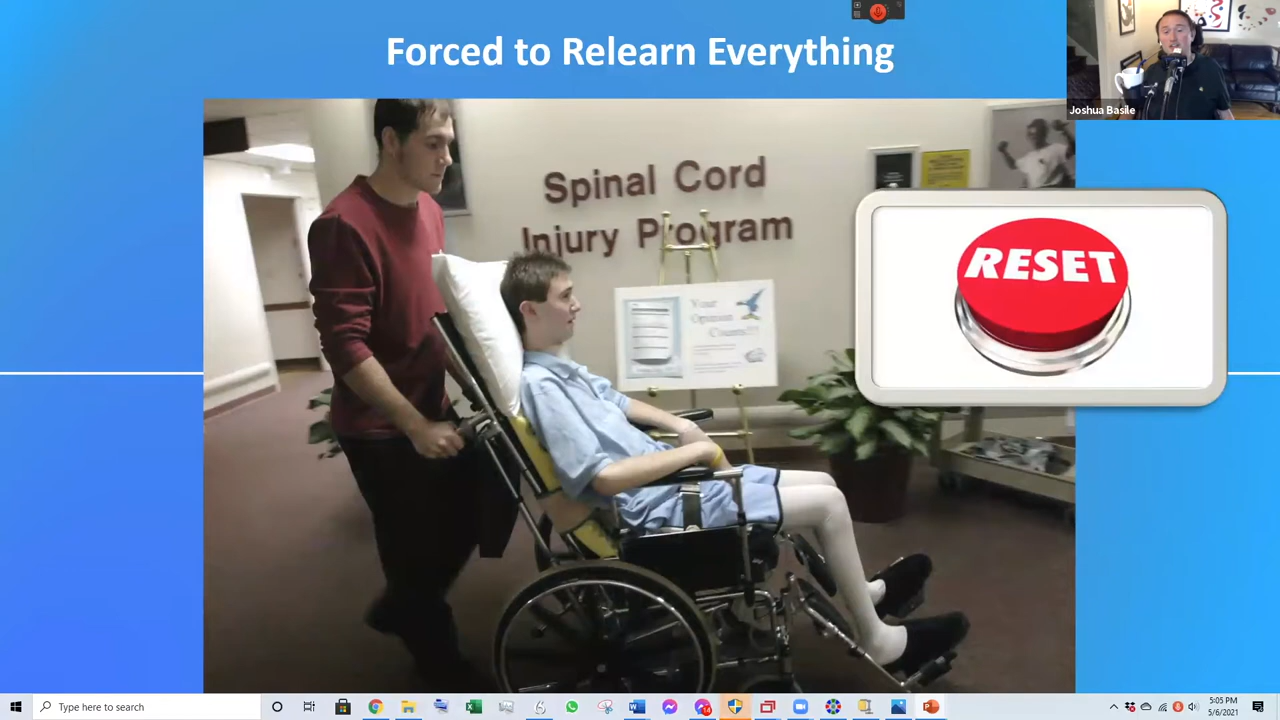 Forced to Relearn Everything
Joshua Basile
Spinal Cord
Injury Program
RESET
Your
Opinion
Counts!!!
Type here to search
14
5:05 PM
5/6/2021